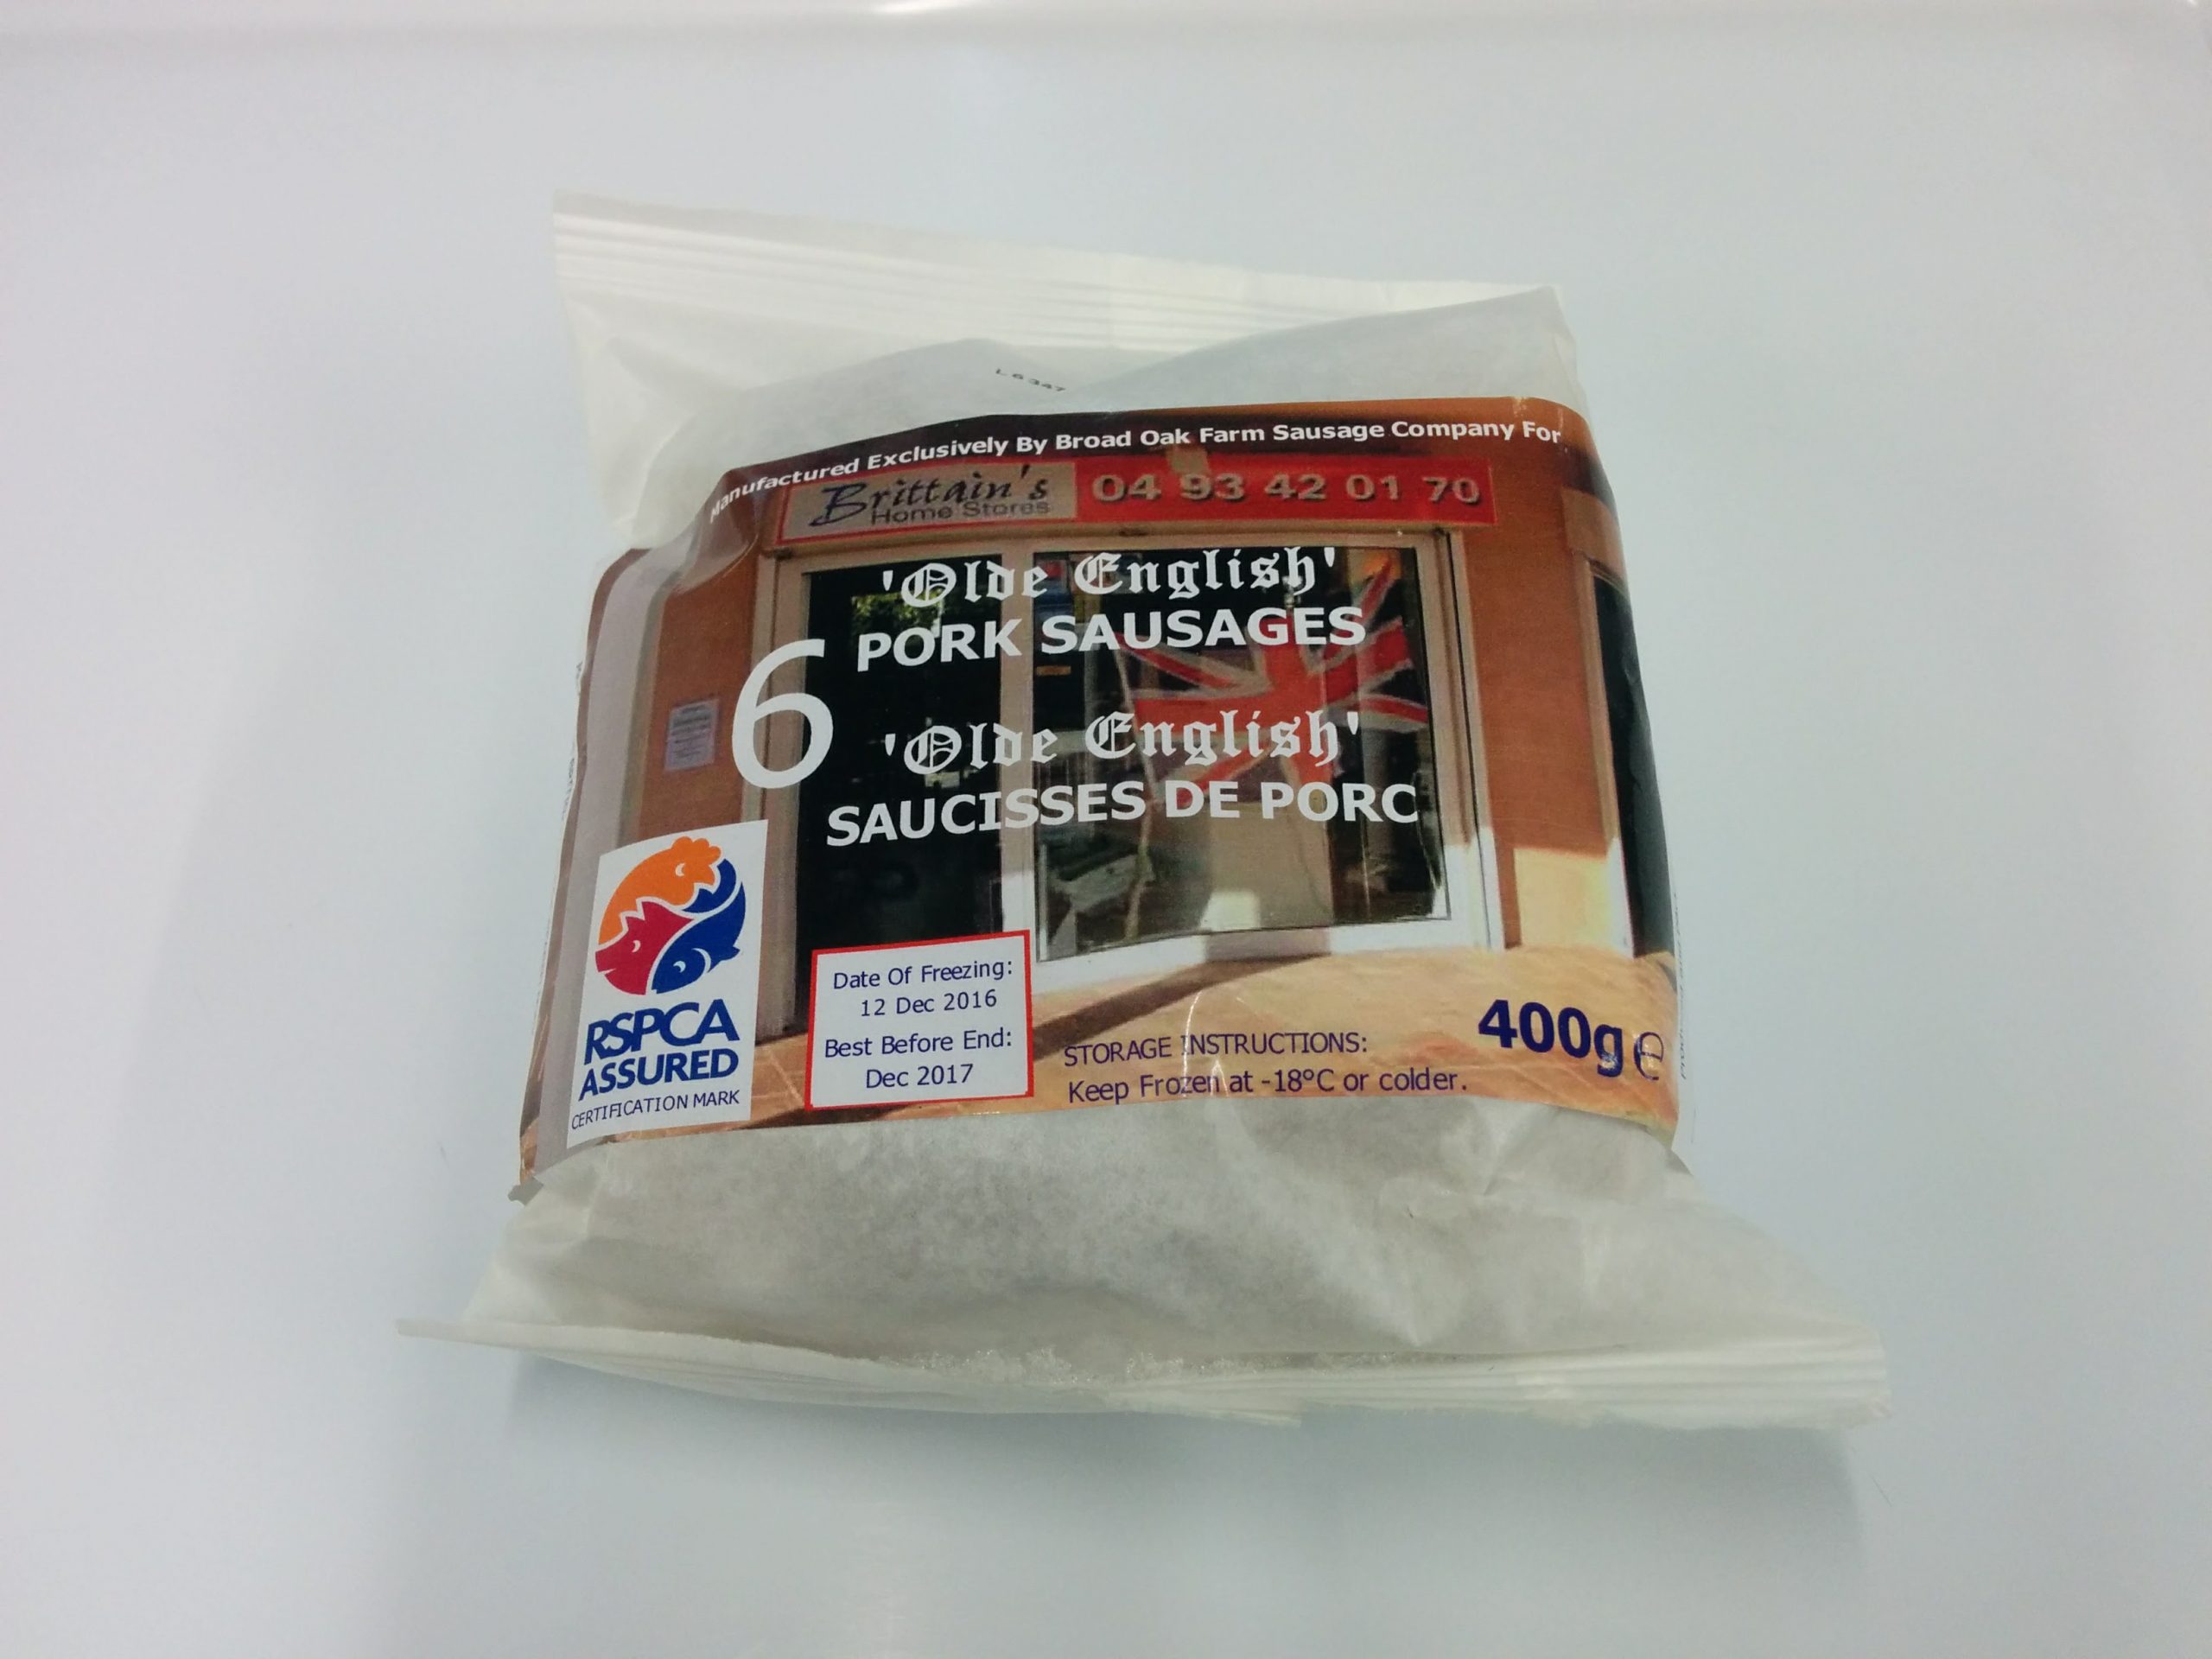 L6347
Manufactured Exclusively By Broad Oak Farm Sausage Company For
Brittain's
Home Stores
04 93 42 01 70
'Olde English'
PORK SAUSAGES
6
'Olde English'
SAUCISSES DE PORC
RSPCA
ASSURED
CERTIFICATION MARK
Date Of Freezing:
12 Dec 2016
Best Before End:
Dec 2017
STORAGE INSTRUCTIONS:
Keep Frozen at -18°C or colder.
400g e